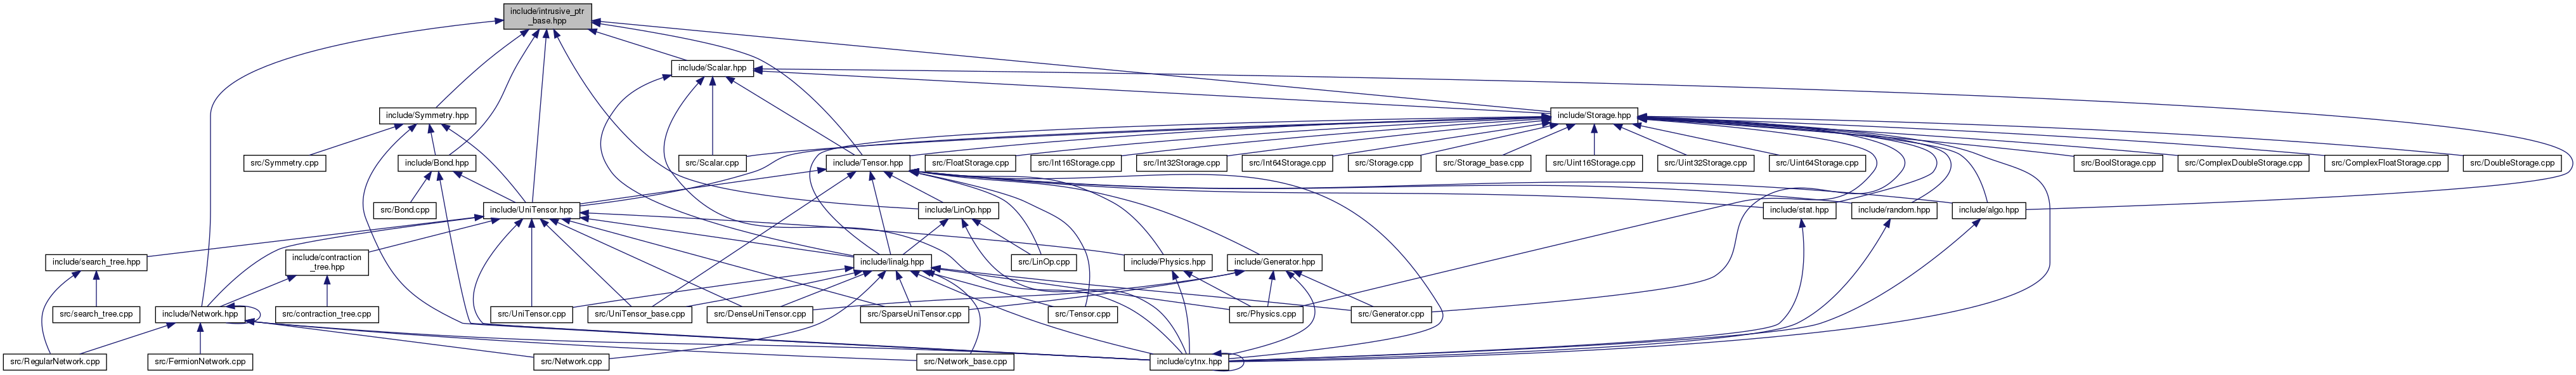 include/intrusive_ptr
_base.hpp
include/Scalar.hpp
include/Symmetry.hpp
include/Storage.hpp
src/Symmetry.cpp
include/Bond.hpp
src/Scalar.cpp
include/Tensor.hpp
src/FloatStorage.cpp
src/Int16Storage.cpp
src/Int32Storage.cpp
src/Int64Storage.cpp
src/Storage.cpp
src/Storage_base.cpp
src/Uint16Storage.cpp
src/Uint32Storage.cpp
src/Uint64Storage.cpp
src/BoolStorage.cpp
src/ComplexDoubleStorage.cpp
src/ComplexFloatStorage.cpp
src/DoubleStorage.cpp
src/Bond.cpp
include/UniTensor.hpp
include/LinOp.hpp
include/stat.hpp
include/random.hpp
include/algo.hpp
include/search_tree.hpp
include/contraction
_tree.hpp
include/linalg.hpp
src/LinOp.cpp
include/Physics.hpp
include/Generator.hpp
src/search_tree.cpp
include/Network.hpp
src/contraction_tree.cpp
src/UniTensor.cpp
src/UniTensor_base.cpp
src/DenseUniTensor.cpp
src/SparseUniTensor.cpp
src/Tensor.cpp
src/Physics.cpp
src/Generator.cpp
src/RegularNetwork.cpp
src/FermionNetwork.cpp
src/Network.cpp
src/Network_base.cpp
include/cytnx.hpp